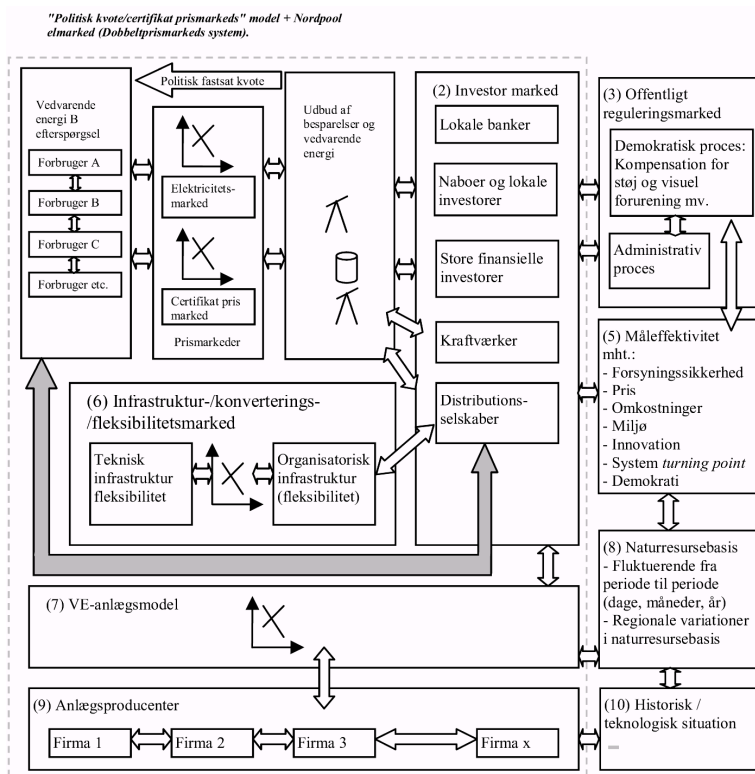 "Politisk kvote/certifikat prismarkeds" model + Nordpool
elmarked (Dobbeltprismarkeds system).
Politisk fastsat kvote
Vedvarende
energi B
efterspørgsel
Forbruger A
Forbruger B
Forbruger C
Forbruger etc.
Elektricitets-
marked
Certifikat pris
marked
Prismarkeder
Udbud af
besparelser og
vedvarende
energi
(2) Investor marked
Lokale banker
Naboer og lokale
investorer
Store finansielle
investorer
Kraftværker
Distributions-
selskaber
(3) Offentligt
reguleringsmarked
Demokratisk proces:
Kompensation for
støj og visuel
forurening mv.
Administrativ
proces
(5) Måleffektivitet
mht.:
- Forsyningssikkerhed
- Pris
- Omkostninger
- Miljø
- Innovation
- System turning point
- Demokrati
(6) Infrastruktur-/konverterings-
/fleksibilitetsmarked
Teknisk
infrastruktur
fleksibilitet
Organisatorisk
infrastruktur
(fleksibilitet)
(7) VE-anlægsmodel
(8) Naturresursebasis
- Fluktuerende fra
periode til periode
(dage, måneder, år)
- Regionale variationer
i naturresursebasis
(9) Anlægsproducenter
Firma 1
Firma 2
Firma 3
Firma x
(10) Historisk /
teknologisk situation